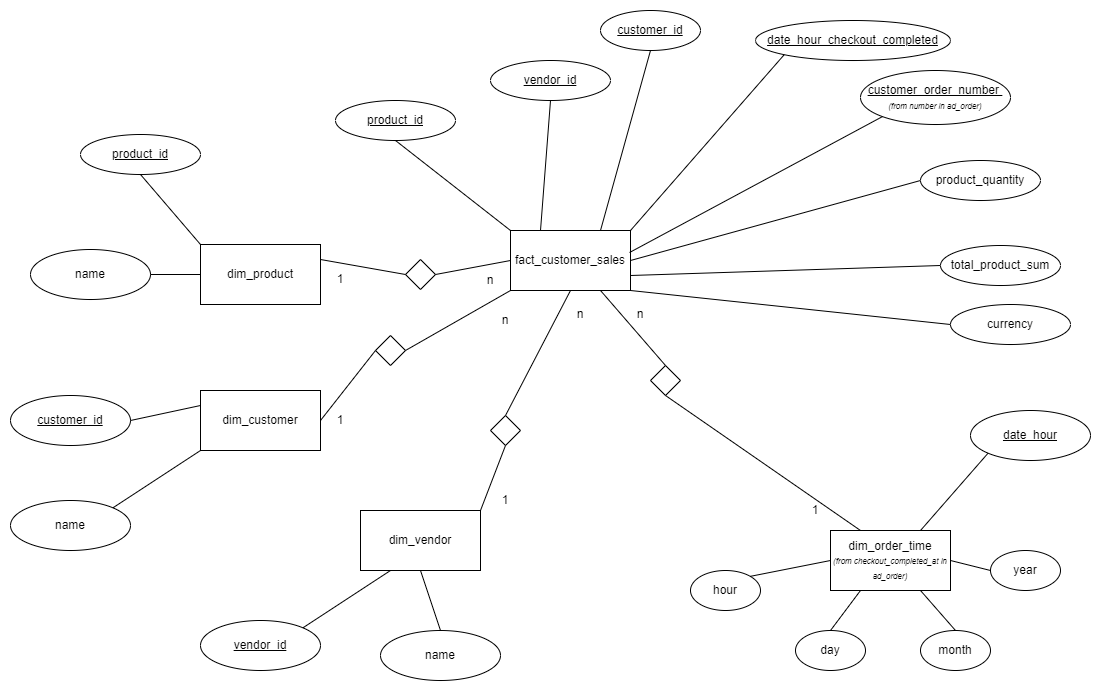 customer_id
date_hour_checkout_completed
vendor_id
customer_order_number
(from number in ad_order)
product_id
product_id
product_quantity
name
dim_product
1
n
fact_customer_sales
total_product_sum
n
n
n
currency
customer_id
dim_customer
1
date_hour
name
1
1
dim_vendor
dim_order_time
(from checkout_completed_at in
ad_order)
year
hour
vendor_id
name
day
month